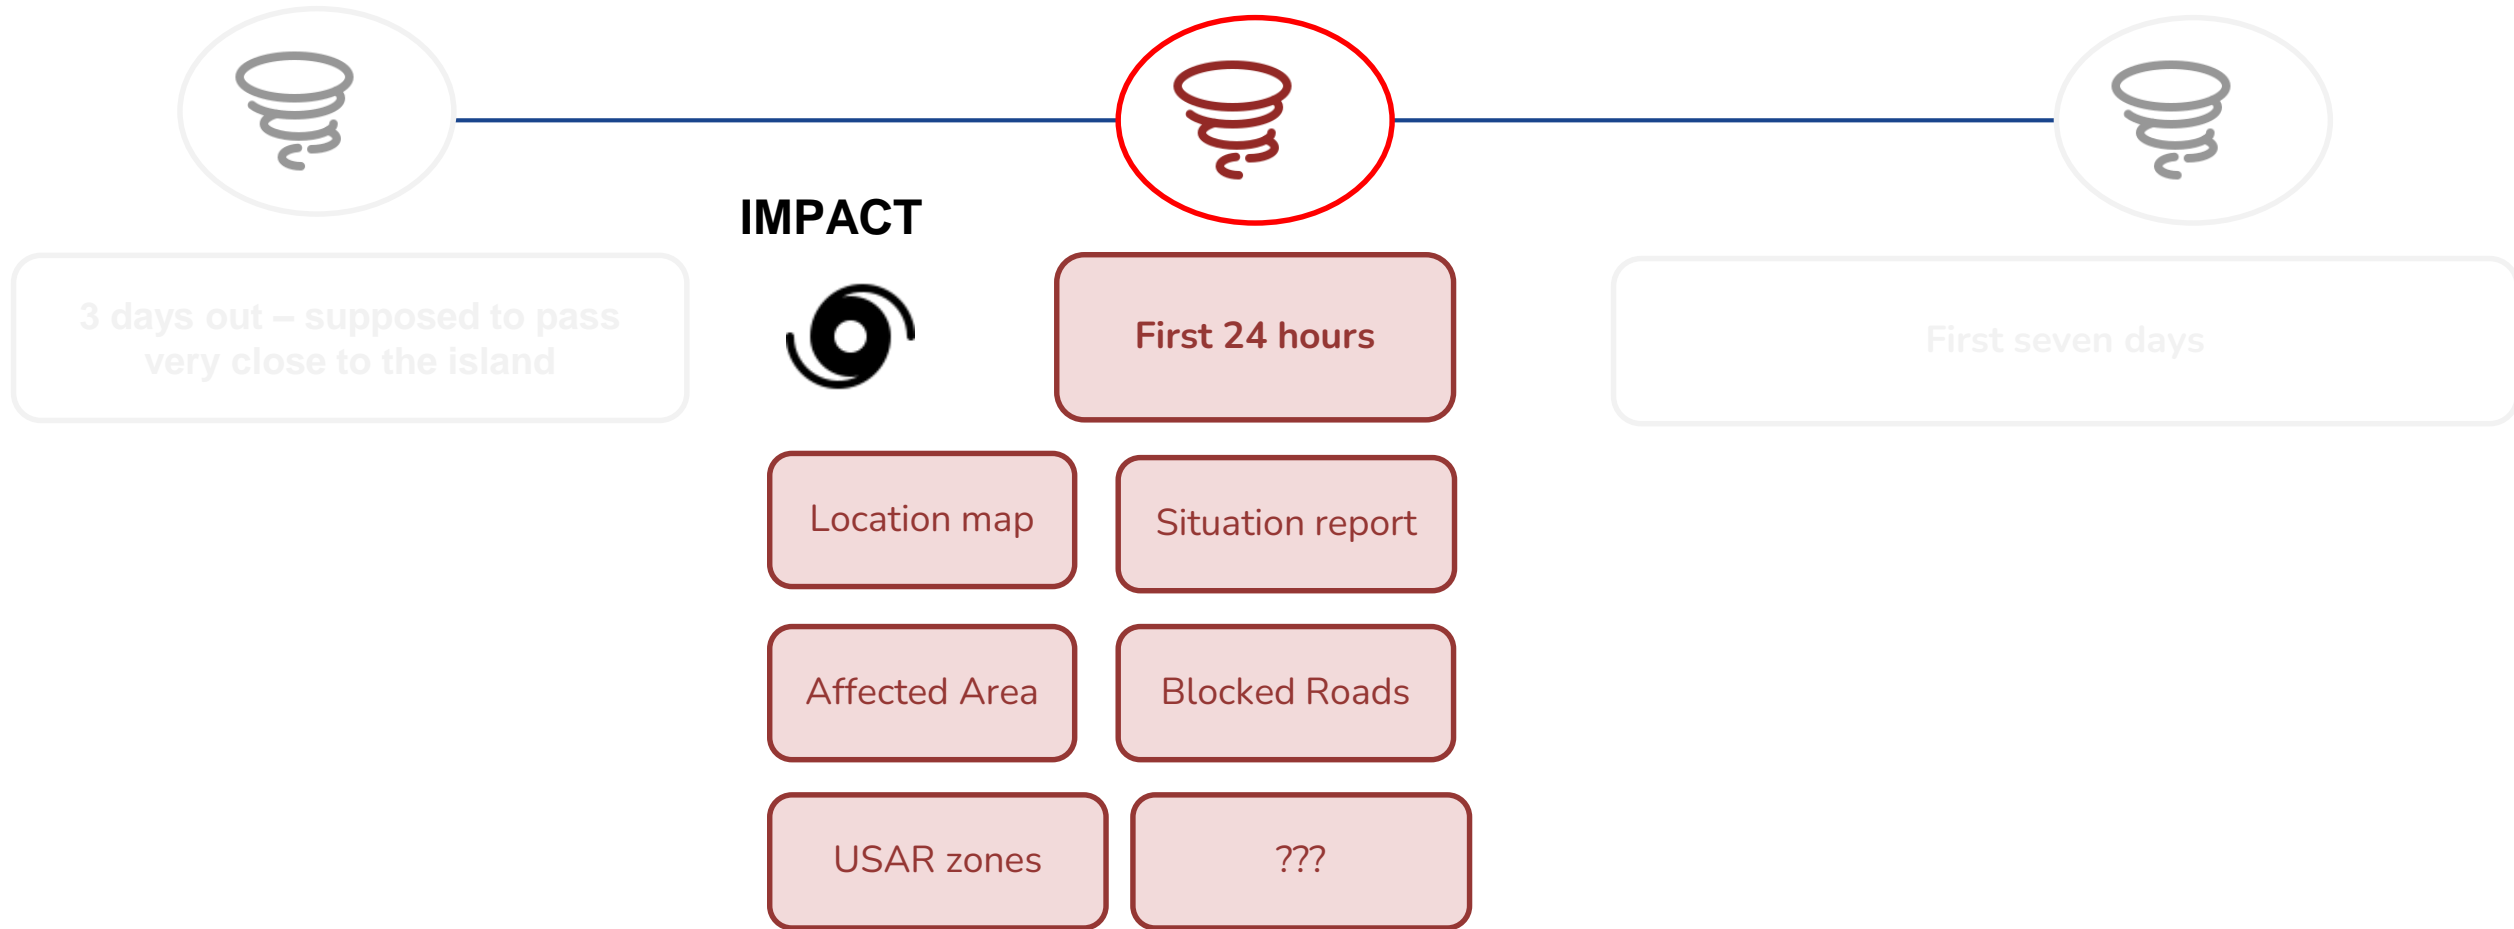 IMPACT
3 days out – supposed to pass
very close to the island
First 24 hours
First seven days
Location map
Situation report
Affected Area
Blocked Roads
USAR zones
???